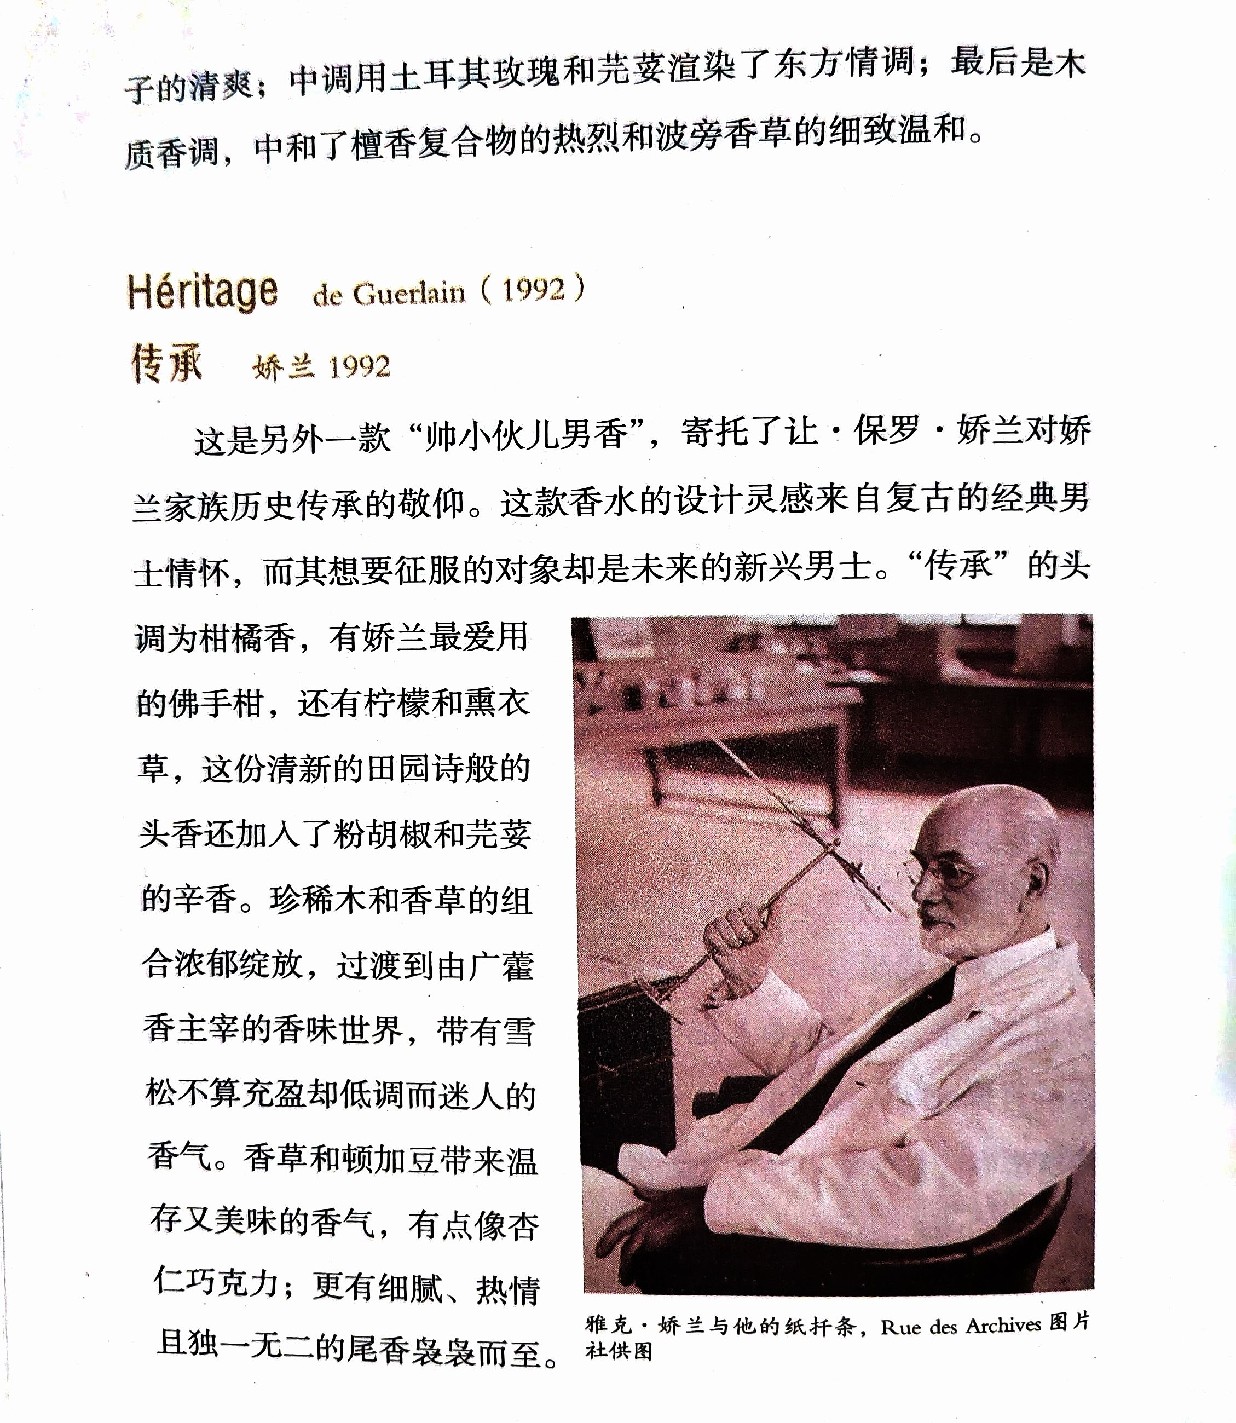 子的清爽；中调用土耳其玫瑰和芫荽渲染了东方情调；最后是木
质香调，中和了檀香复合物的热烈和波旁香草的细致温和。
Héritage de Guerlain（1992）
传承 娇兰 1992
这是另外一款“帅小伙儿男香”，寄托了让·保罗·娇兰对娇
兰家族历史传承的敬仰。这款香水的设计灵感来自复古的经典男
士情怀，而其想要征服的对象却是未来的新兴男士。“传承”的头
调为柑橘香，有娇兰最爱用
的佛手柑，还有柠檬和熏衣
草，这份清新的田园诗般的
头香还加入了粉胡椒和芫荽
的辛香。珍稀木和香草的组
合浓郁绽放，过渡到由广藿
香主宰的香味世界，带有雪
松不算充盈却低调而迷人的
香气。香草和顿加豆带来温
存又美味的香气，有点像杏
仁巧克力；更有细腻、热情
且独一无二的尾香袅袅而至。
雅克·娇兰与他的纸扦条，Rue des Archives 图片
社供图